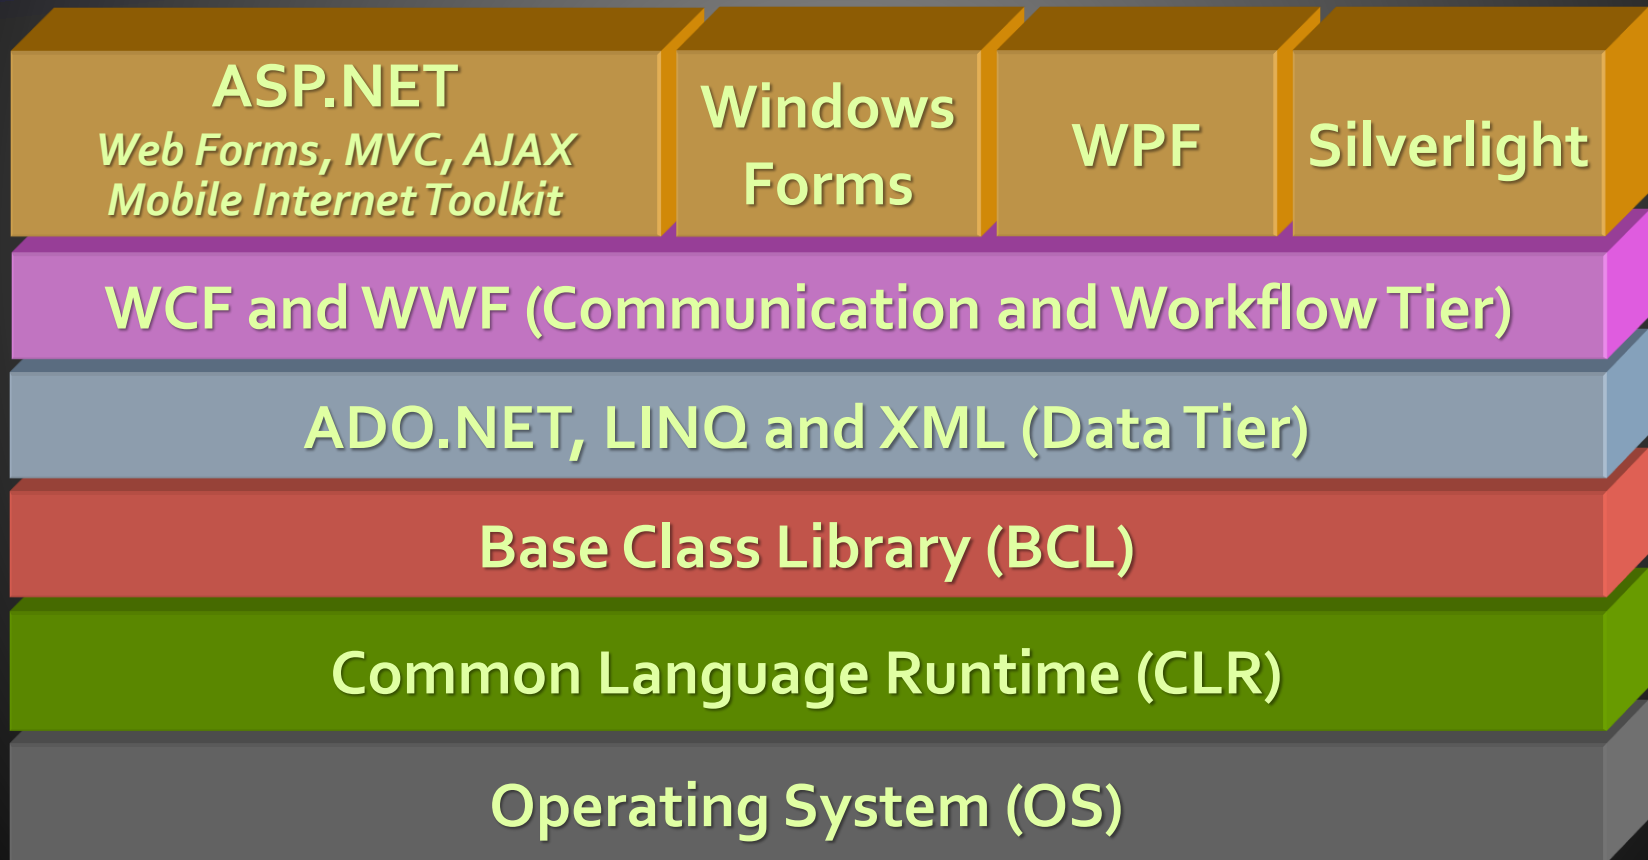 ASP.NET
Web Forms, MVC, AJAX
Mobile Internet Toolkit
Windows
Forms
WPF
Silverlight
WCF and WWF (Communication and Workflow Tier)
ADO.NET, LINQ and XML (Data Tier)
Base Class Library (BCL)
Common Language Runtime (CLR)
Operating System (OS)